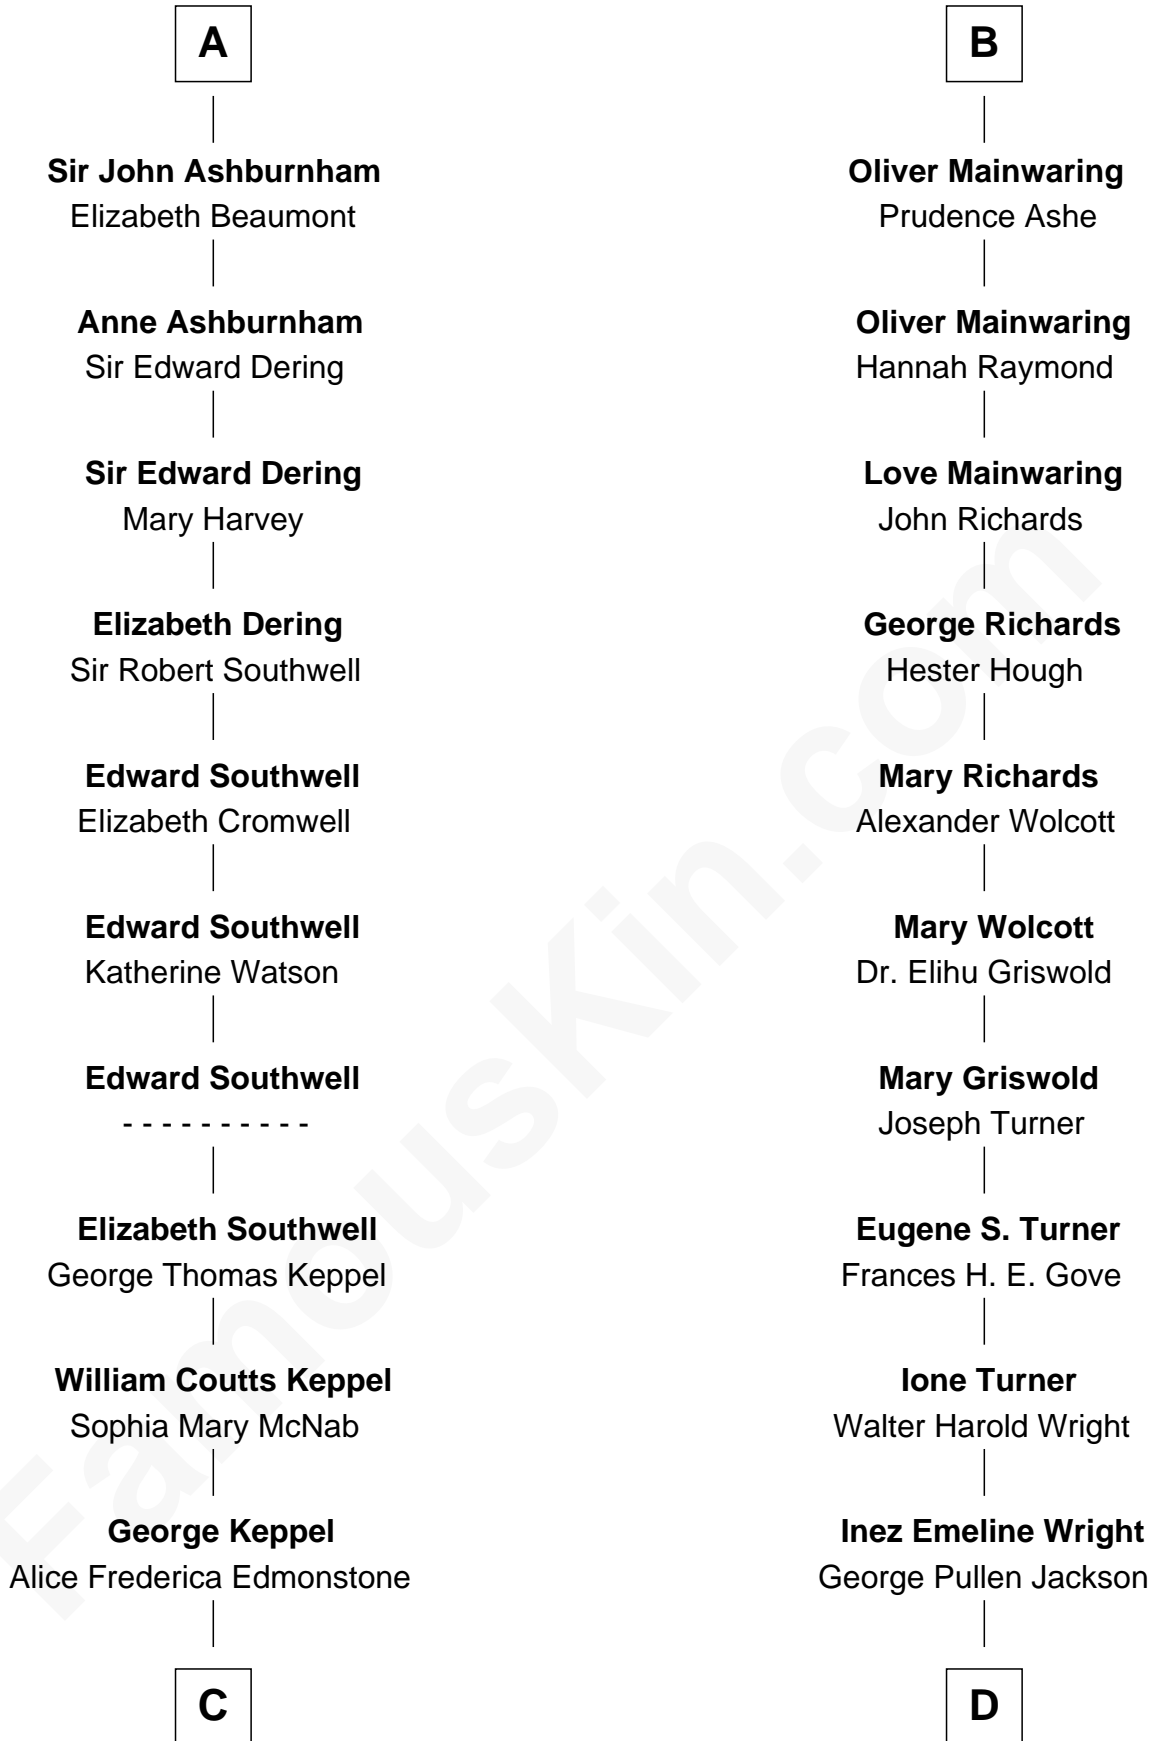 A
Sir John Ashburnham
Elizabeth Beaumont
Anne Ashburnham
Sir Edward Dering
Sir Edward Dering
Mary Harvey
Elizabeth Dering
Sir Robert Southwell
Edward Southwell
Elizabeth Cromwell
Edward Southwell
Katherine Watson
Edward Southwell
- - - - - - - - - -
Elizabeth Southwell
George Thomas Keppel
William Coutts Keppel
Sophia Mary McNab
George Keppel
Alice Frederica Edmonstone
C
B
Oliver Mainwaring
Prudence Ashe
Oliver Mainwaring
Hannah Raymond
Love Mainwaring
John Richards
George Richards
Hester Hough
Mary Richards
Alexander Wolcott
Mary Wolcott
Dr. Elihu Griswold
Mary Griswold
Joseph Turner
Eugene S. Turner
Frances H. E. Gove
Ione Turner
Walter Harold Wright
Inez Emeline Wright
George Pullen Jackson
D
FamousKin.com